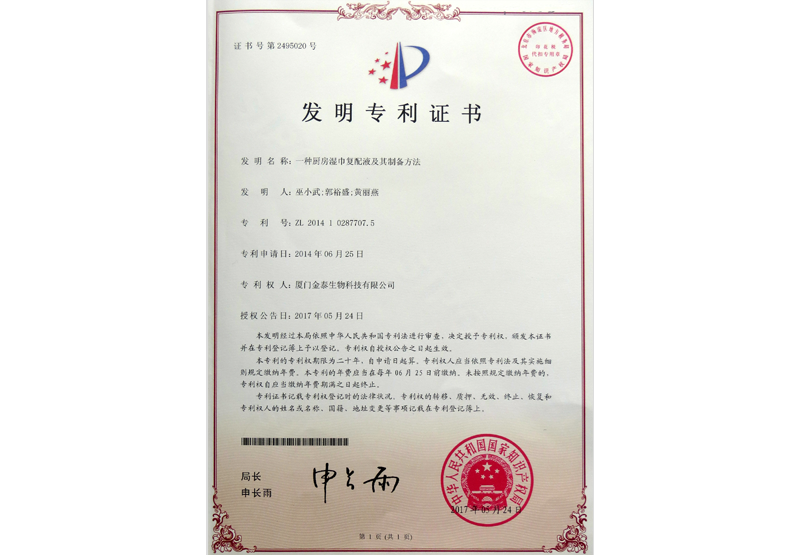 证书号第2495020号
发明专利证书
发明名称：一种厨房湿巾复配液及其制备方法
发明人：巫小武;郭裕盛;黄丽燕
专利号：ZL 2014 1 0287707.5
专利申请日：2014年06月25日
专利权人：厦门金泰生物科技有限公司
授权公告日：2017年05月24日
本发明经过本局依照中华人民共和国专利法进行审查，决定授予专利权，颁发本证书
并在专利登记簿上予以登记。专利权自授权公告之日起生效。
本专利的专利权期限为二十年，自申请日起算。专利权人应当依照专利法及其实施细
则规定缴纳年费。本专利的年费应当在每年06月25日前缴纳。未按照规定缴纳年费的，
专利权自应当缴纳年费期满之日起终止。
专利证书记载专利权登记时的法律状况。专利权的转移、质押、无效、终止、恢复和
专利权人的姓名或名称、国籍、地址变更等事项记载在专利登记簿上。
局长
申长雨
申长雨
中华人民共和国国家知识产权局
2017年05月24日
第1页(共1页)